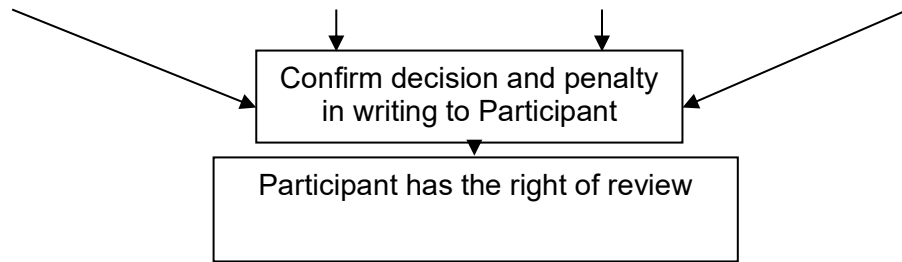 Confirm decision and penalty
in writing to Participant
Participant has the right of review